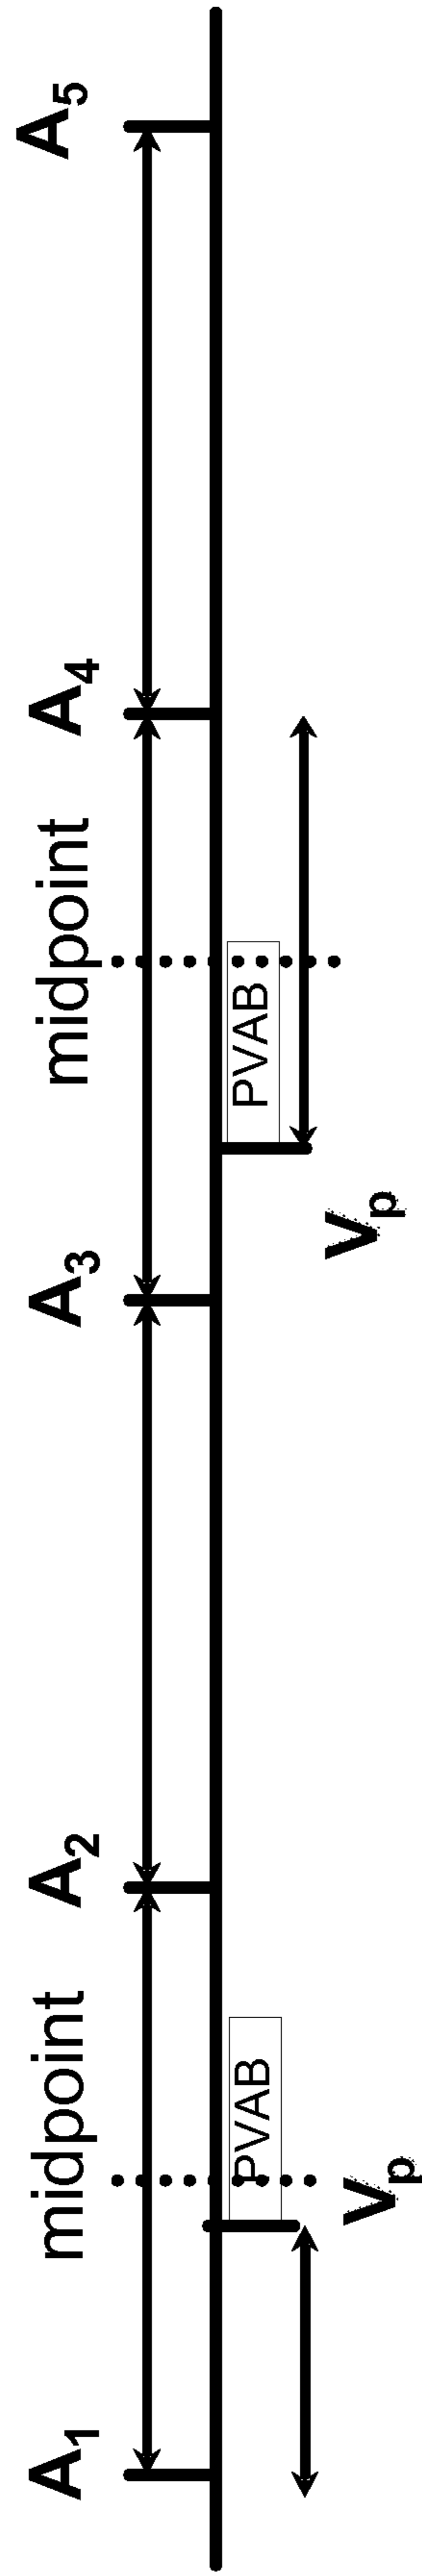 A₁ midpoint A₂ A₃ midpoint A₄ A₅
PVAB PVAB
Vₚ Vₚ